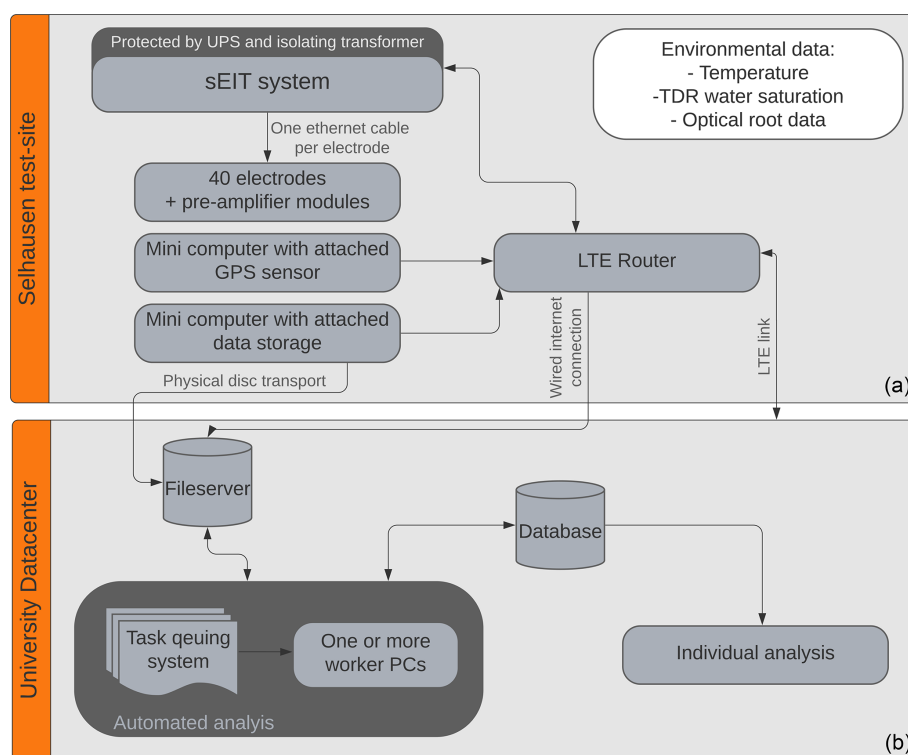 Selhausen test-site
Protected by UPS and isolating transformer
sEIT system
Environmental data:
- Temperature
-TDR water saturation
- Optical root data
One ethernet cable
per electrode
40 electrodes
+ pre-amplifier modules
Mini computer with attached
GPS sensor
LTE Router
Mini computer with attached
data storage
Physical disc transport
Wired internet
connection
LTE link
(a)
University Datacenter
Fileserver
Database
Task qeuing
system
One or more
worker PCs
Automated analyis
Individual analysis
(b)